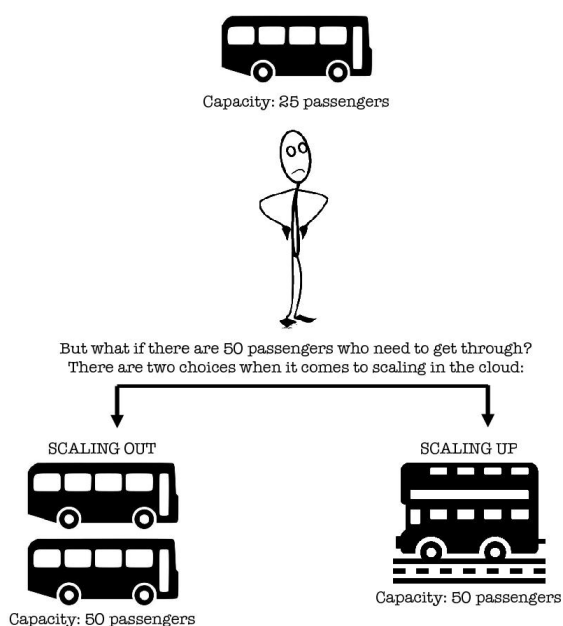 Capacity: 25 passengers
But what if there are 50 passengers who need to get through?
There are two choices when it comes to scaling in the cloud:
SCALING OUT
SCALING UP
Capacity: 50 passengers
Capacity: 50 passengers